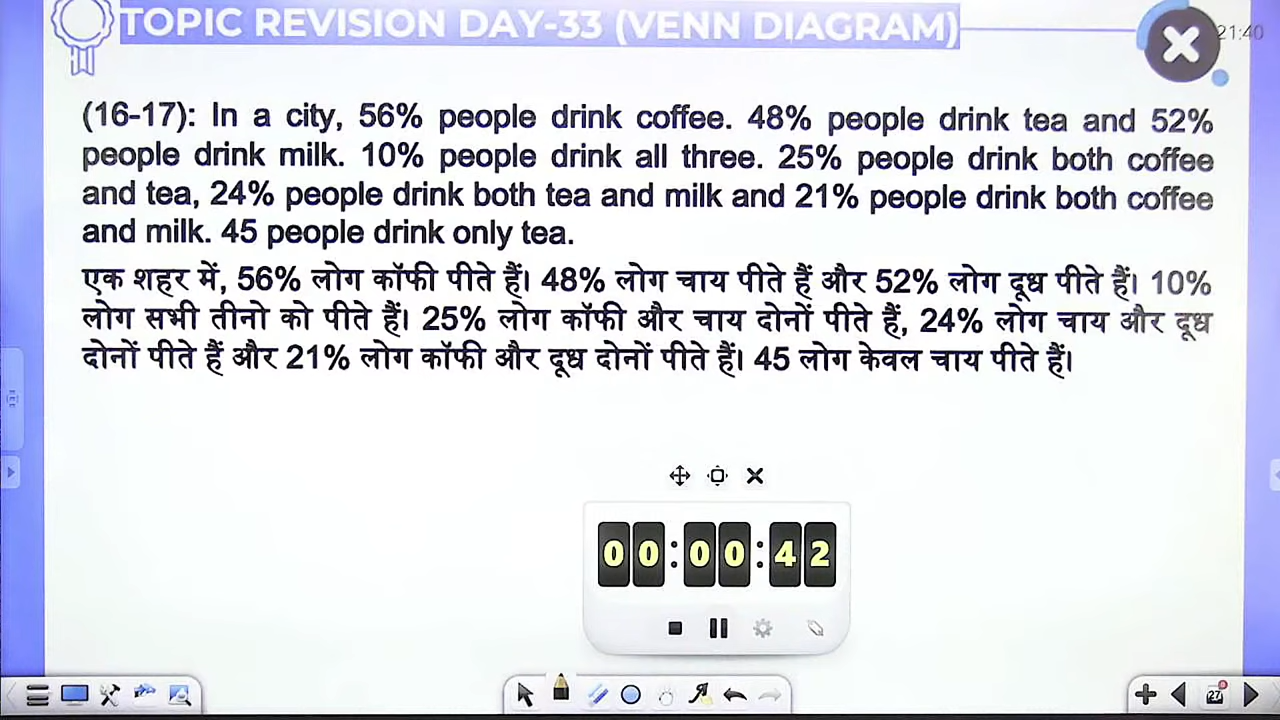 TOPIC REVISION DAY-33 (VENN DIAGRAM)
21:40
(16-17): In a city, 56% people drink coffee. 48% people drink tea and 52%
people drink milk. 10% people drink all three. 25% people drink both coffee
and tea, 24% people drink both tea and milk and 21% people drink both coffee
and milk. 45 people drink only tea.
एक शहर में, 56% लोग कॉफी पीते हैं। 48% लोग चाय पीते हैं और 52% लोग दूध पीते हैं। 10%
लोग सभी तीनो को पीते हैं। 25% लोग कॉफी और चाय दोनों पीते हैं, 24% लोग चाय और दूध
दोनों पीते हैं और 21% लोग कॉफी और दूध दोनों पीते हैं। 45 लोग केवल चाय पीते हैं।
00:00:42
27